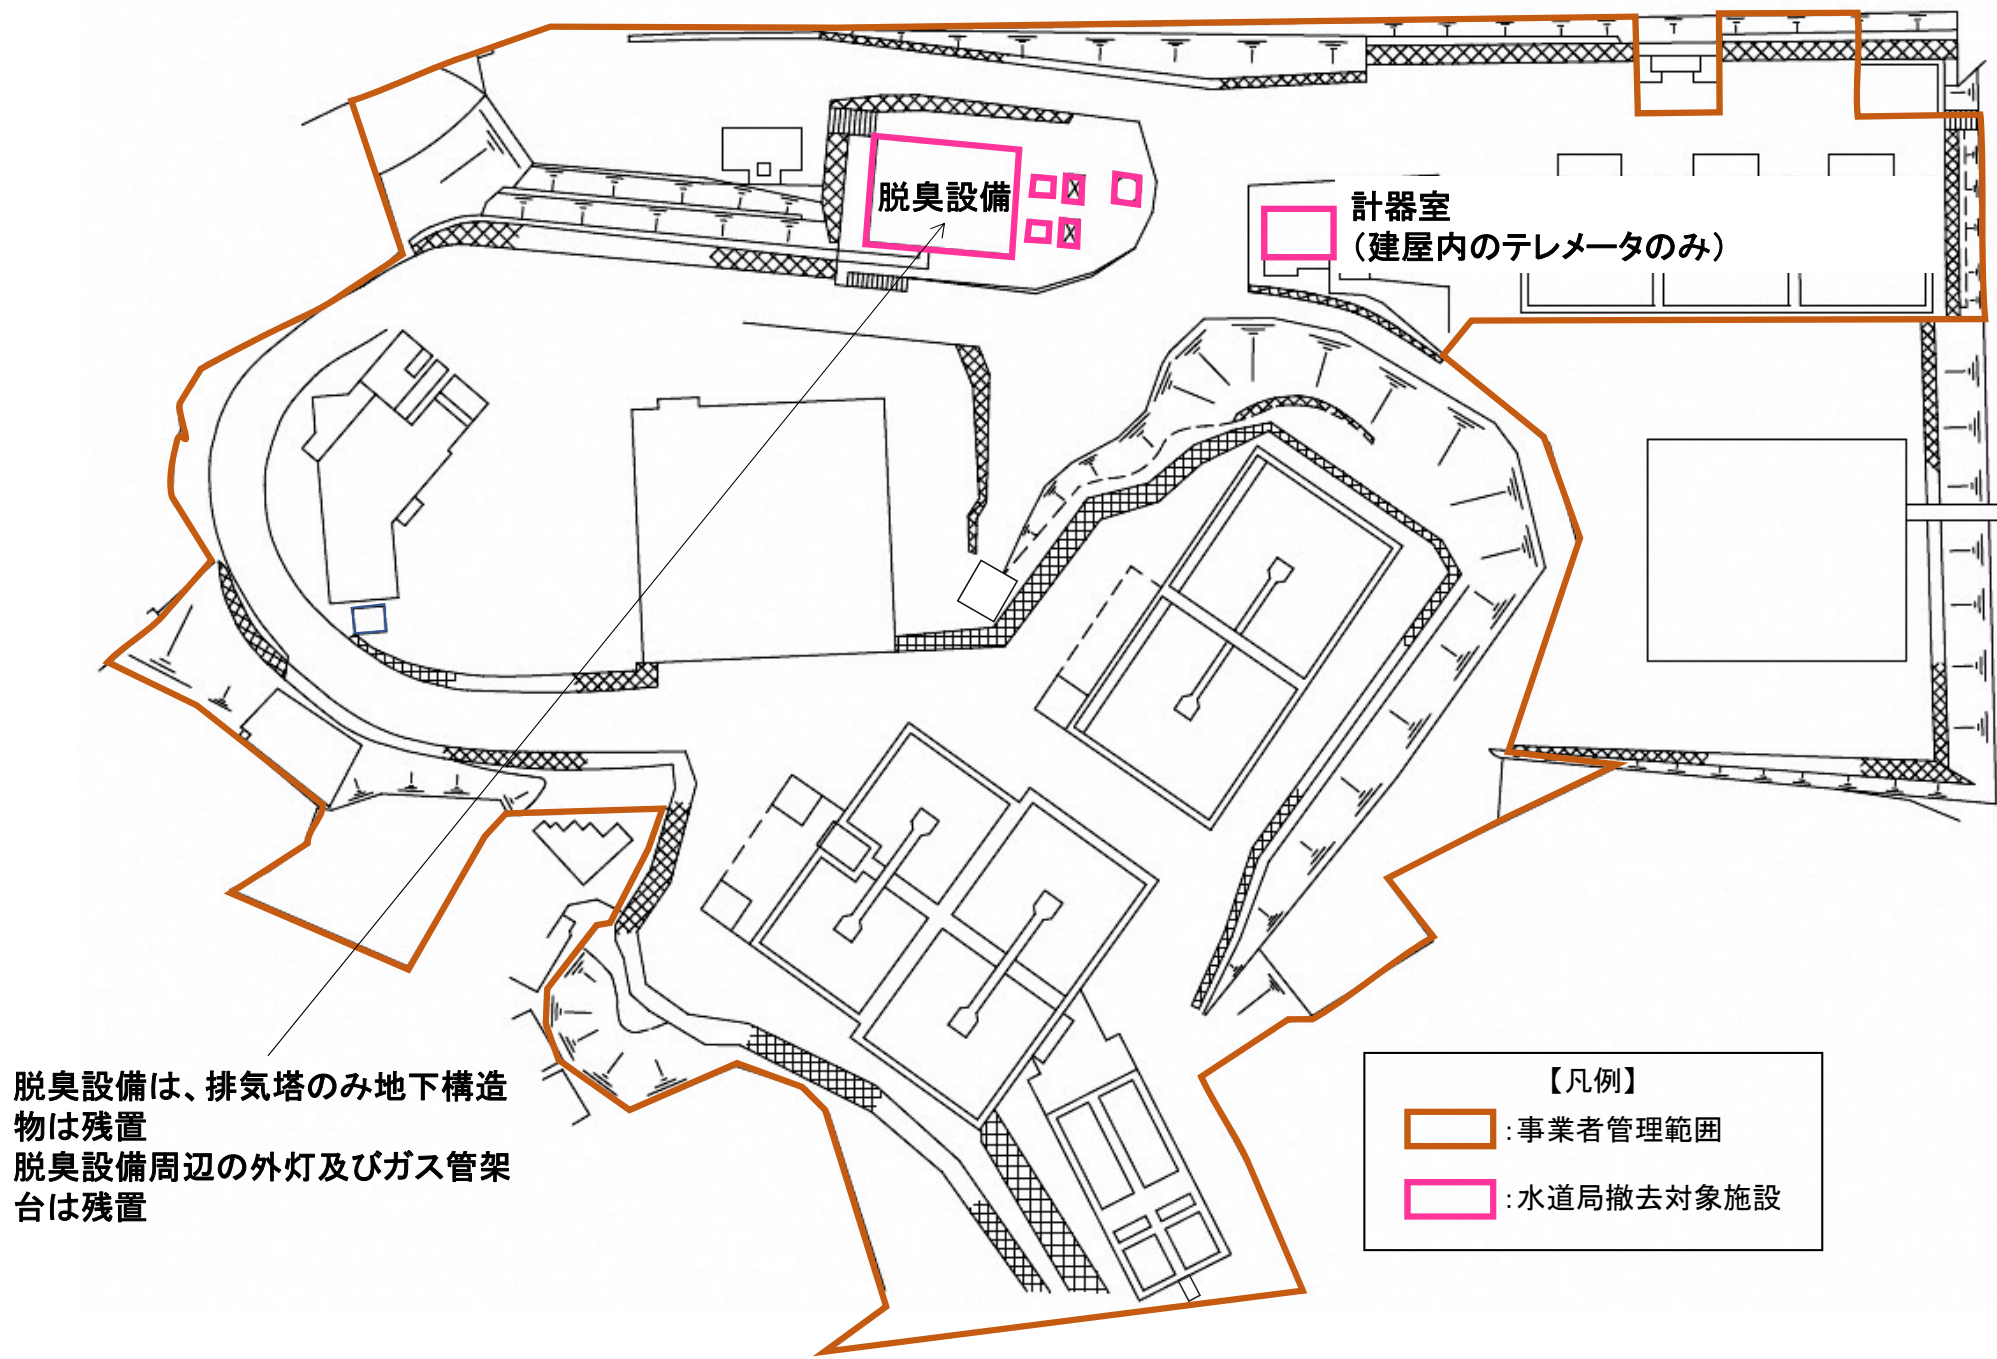 脱臭設備
計器室
（建屋内のテレメータのみ）
脱臭設備は、排気塔のみ地下構造
物は残置
脱臭設備周辺の外灯及びガス管架
台は残置
【凡例】
：事業者管理範囲
：水道局撤去対象施設